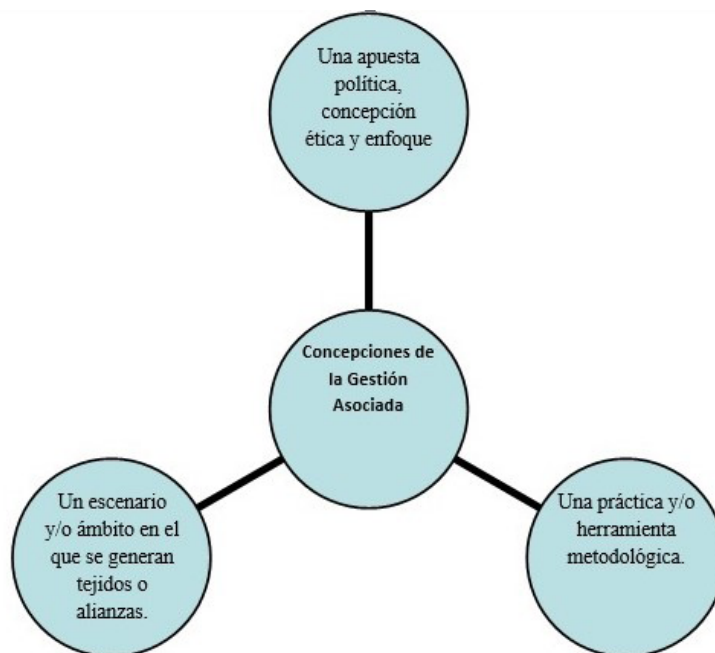 Una apuesta
política,
concepción
ética y enfoque
Concepciones de
la Gestión
Asociada
Un escenario
y/o ámbito en el
que se generan
tejidos o
alianzas.
Una práctica y/o
herramienta
metodológica.